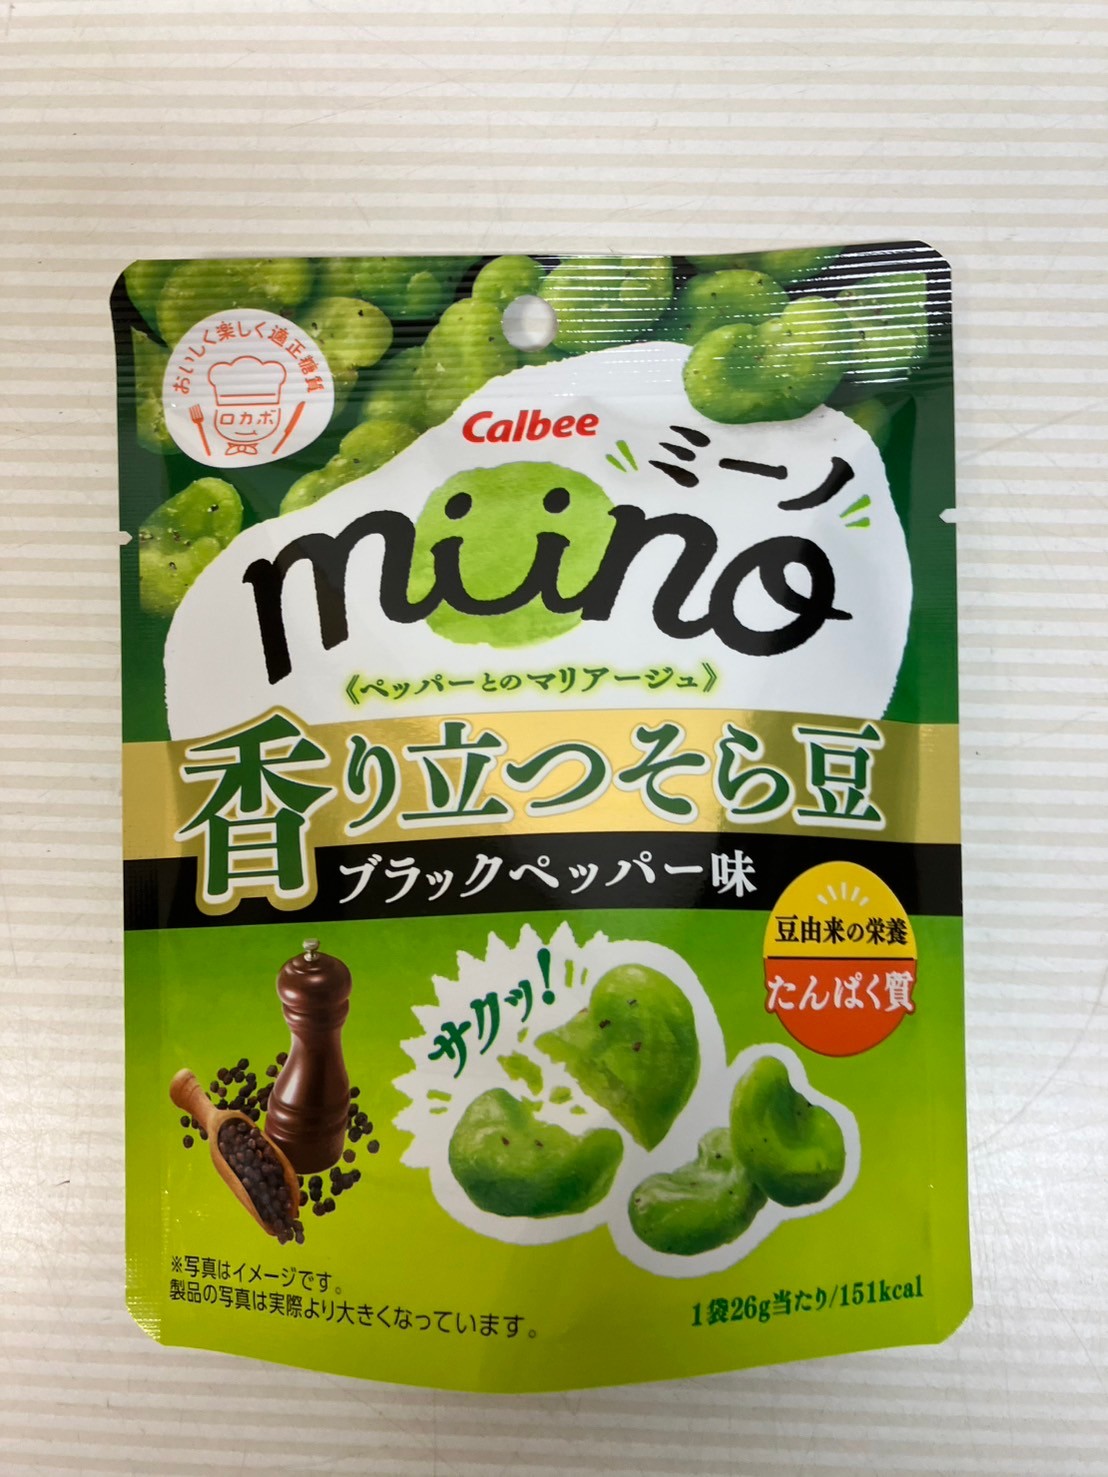 おいしく楽しく適正糖質
ロカボ
Calbee
ミーノ
miino
《ペッパーとのマリアージュ》
香り立つそら豆
ブラックペッパー味
豆由来の栄養
たんぱく質
サクッ!
※写真はイメージです。
製品の写真は実際より大きくなっています。
1袋26g当たり/151kcal